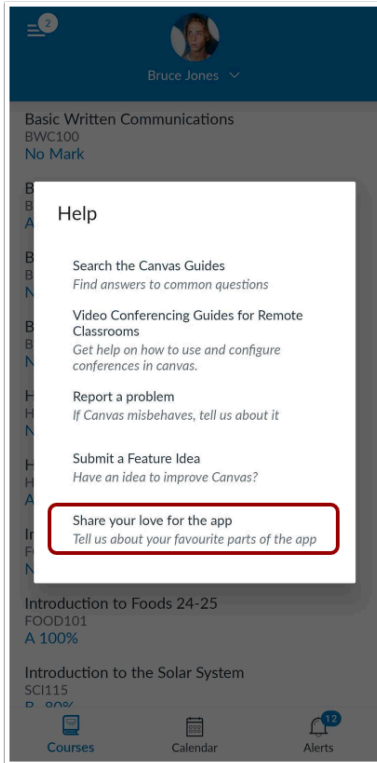 2
Bruce Jones
Basic Written Communications
BWC100
No Mark
B
B
A
Help
B
B
N
Search the Canvas Guides
Find answers to common questions
Video Conferencing Guides for Remote
Classrooms
Get help on how to use and configure
conferences in canvas.
B
B
N
Report a problem
If Canvas misbehaves, tell us about it
H
H
N
Submit a Feature Idea
Have an idea to improve Canvas?
H
H
A
Share your love for the app
Tell us about your favourite parts of the app
In
F
N
Introduction to Foods 24-25
FOOD101
A 100%
Introduction to the Solar System
SCI115
B 80%
12
Courses
Calendar
Alerts